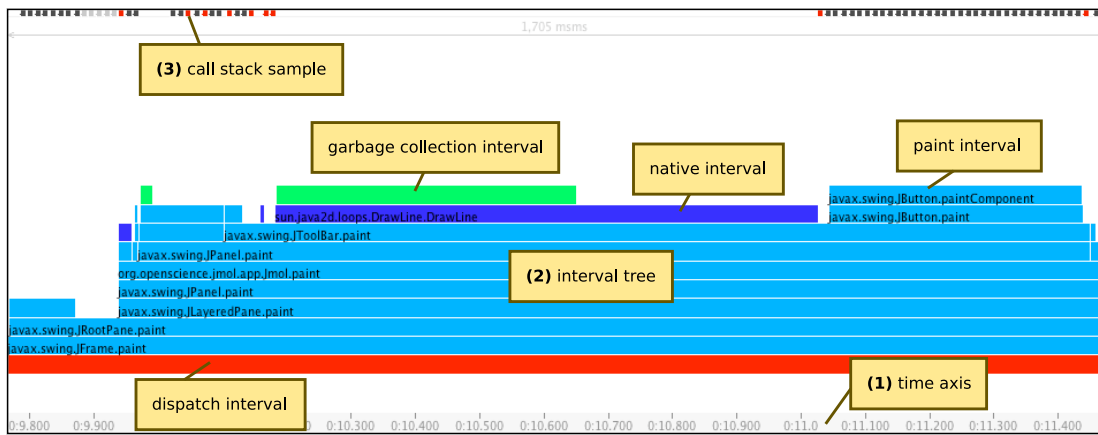 1,705 msms
(3) call stack sample
garbage collection interval
native interval
paint interval
javax.swing.JButton.paintComponent
sun.java2d.loops.DrawLine.DrawLine
javax.swing.JButton.paint
javax.swing.JToolBar.paint
javax.swing.JPanel.paint
org.openscience.jmol.app.Jmol.paint
(2) interval tree
javax.swing.JPanel.paint
javax.swing.JLayeredPane.paint
javax.swing.JRootPane.paint
javax.swing.JFrame.paint
dispatch interval
(1) time axis
0:9.800 0:9.900 0:10.300 0:10.400 0:10.500 0:10.600 0:10.700 0:10.800 0:10.900 0:11.0 0:11.100 0:11.200 0:11.300 0:11.400